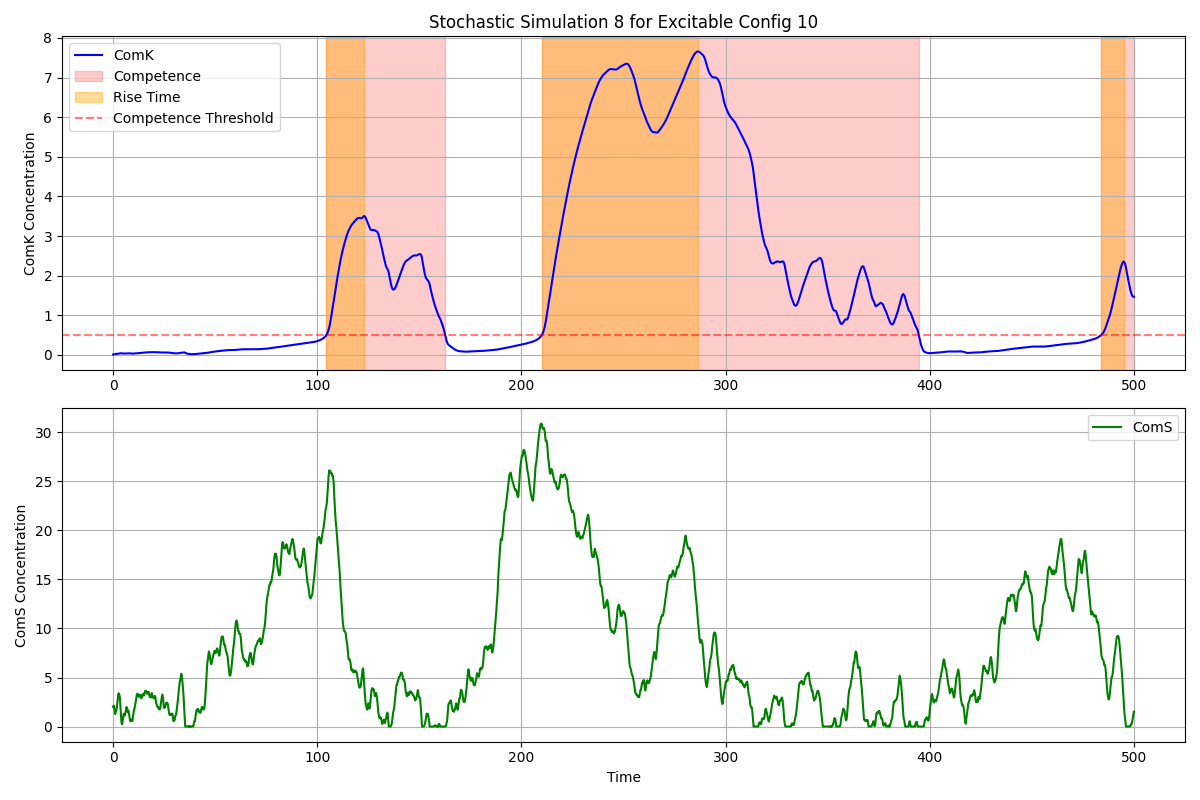 Stochastic Simulation 8 for Excitable Config 10
ComK Concentration
8
7
6
5
4
3
2
1
0
ComK
Competence
Rise Time
Competence Threshold
0 100 200 300 400 500
ComS Concentration
30
25
20
15
10
5
0
ComS
0 100 200 300 400 500
Time